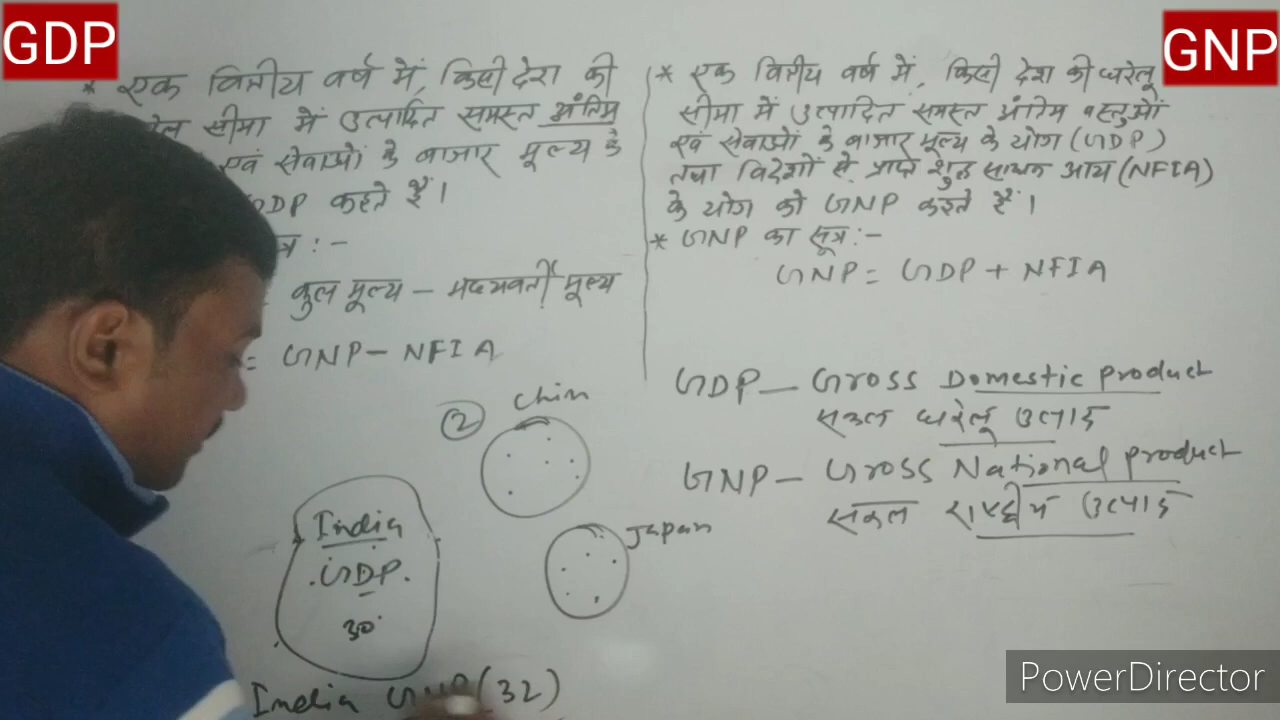 GDP
* एक वित्तीय वर्ष में, किसी देश की
सीमा में उत्पादित समस्त अंतिम
एवं सेवाओं के बाजार मूल्य के
GDP कहते हैं।
त्र :-
कुल मूल्य - मध्यवर्ती मूल्य
= GNP - NFIA
GNP
* एक वित्तीय वर्ष में, किसी देश की घरेलू
सीमा में उत्पादित समस्त अंतिम वस्तुओं
एवं सेवाओं के बाजार मूल्य के योग (GDP)
तथा विदेशों से प्राप्त शुद्ध साधन आय (NFIA)
के योग को GNP कहते हैं।
* GNP का सूत्र :-
GNP = GDP + NFIA
GDP - Gross Domestic product
सकल घरेलू उत्पाद
GNP - Gross National product
सकल राष्ट्रीय उत्पाद
2
Chin
Japan
India
GDP
30
India GNP (32)
PowerDirector